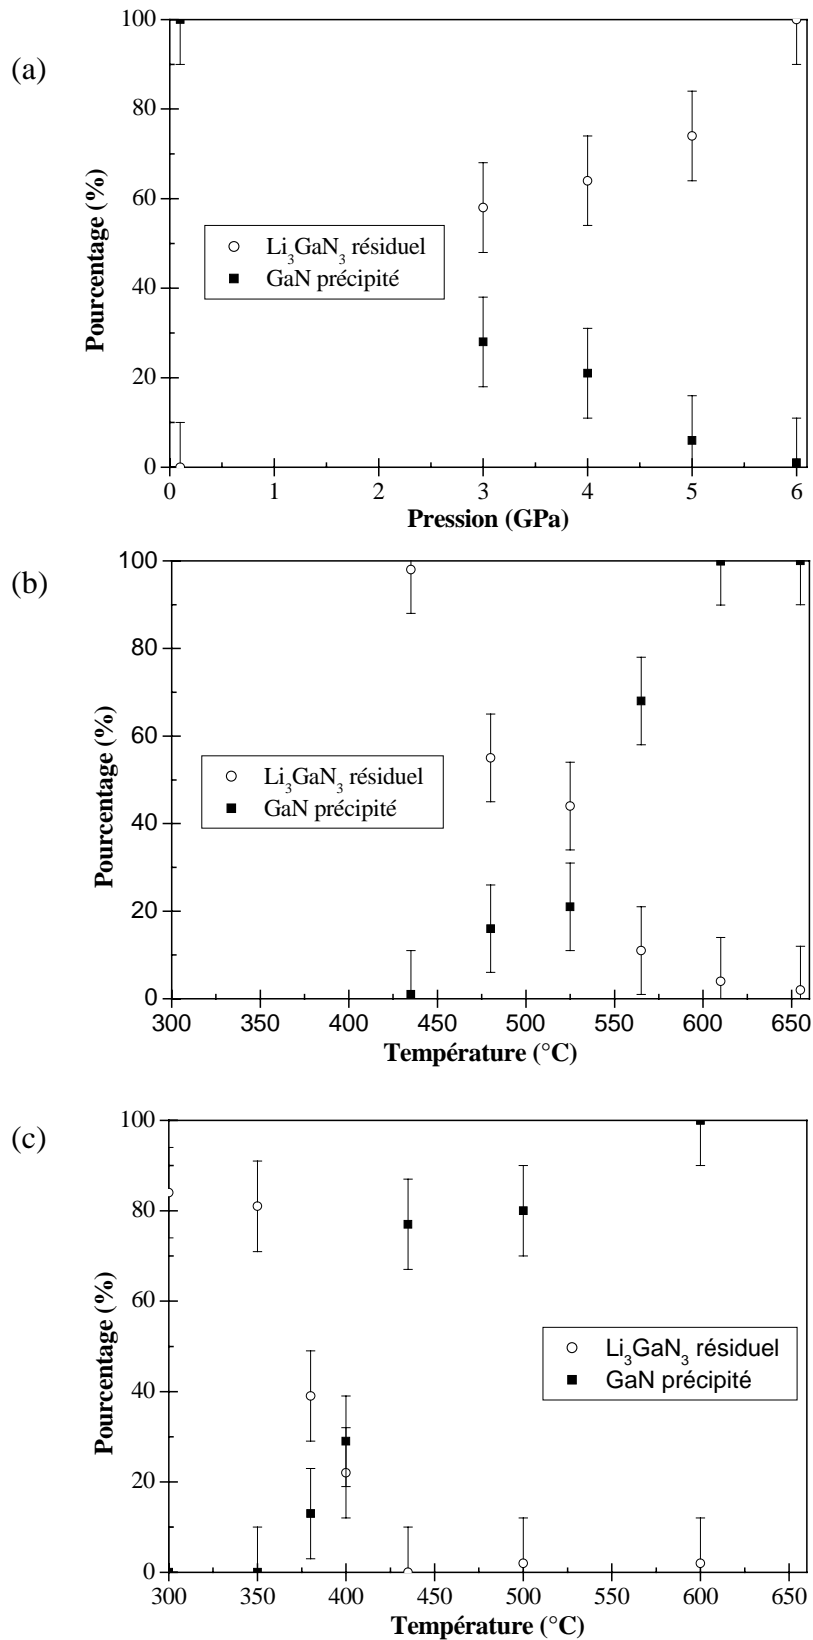 (a)
Pourcentage (%)
100
80
60
40
20
0
Li3GaN3 résiduel
GaN précipité
0 1 2 3 4 5 6
Pression (GPa)
(b)
Pourcentage (%)
100
80
60
40
20
0
Li3GaN3 résiduel
GaN précipité
300 350 400 450 500 550 600 650
Température (°C)
(c)
Pourcentage (%)
100
80
60
40
20
0
Li3GaN3 résiduel
GaN précipité
300 350 400 450 500 550 600 650
Température (°C)